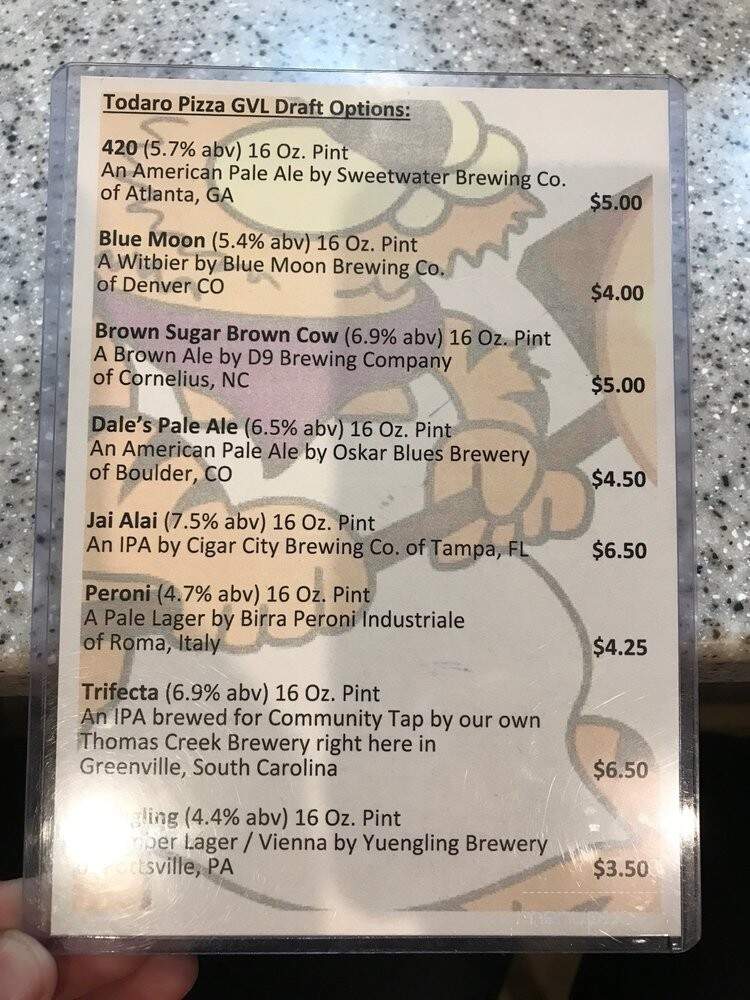 Todaro Pizza GVL Draft Options:
420 (5.7% abv) 16 Oz. Pint
An American Pale Ale by Sweetwater Brewing Co.
of Atlanta, GA
$5.00
Blue Moon (5.4% abv) 16 Oz. Pint
A Witbier by Blue Moon Brewing Co.
of Denver CO
$4.00
Brown Sugar Brown Cow (6.9% abv) 16 Oz. Pint
A Brown Ale by D9 Brewing Company
of Cornelius, NC
$5.00
Dale's Pale Ale (6.5% abv) 16 Oz. Pint
An American Pale Ale by Oskar Blues Brewery
of Boulder, CO
$4.50
Jai Alai (7.5% abv) 16 Oz. Pint
An IPA by Cigar City Brewing Co. of Tampa, FL
$6.50
Peroni (4.7% abv) 16 Oz. Pint
A Pale Lager by Birra Peroni Industriale
of Roma, Italy
$4.25
Trifecta (6.9% abv) 16 Oz. Pint
An IPA brewed for Community Tap by our own
Thomas Creek Brewery right here in
Greenville, South Carolina
$6.50
(4.4% abv) 16 Oz. Pint
Lager / Vienna by Yuengling Brewery
PA
$3.50